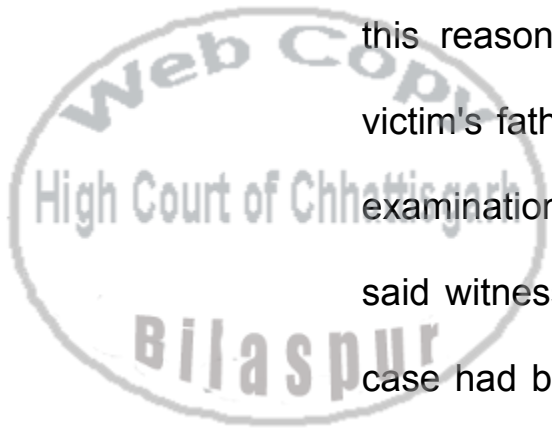 this reason
victim's fath
examination
said witnes
case had b
Web Copy
High Court of Chhattisgarh
Bilaspur